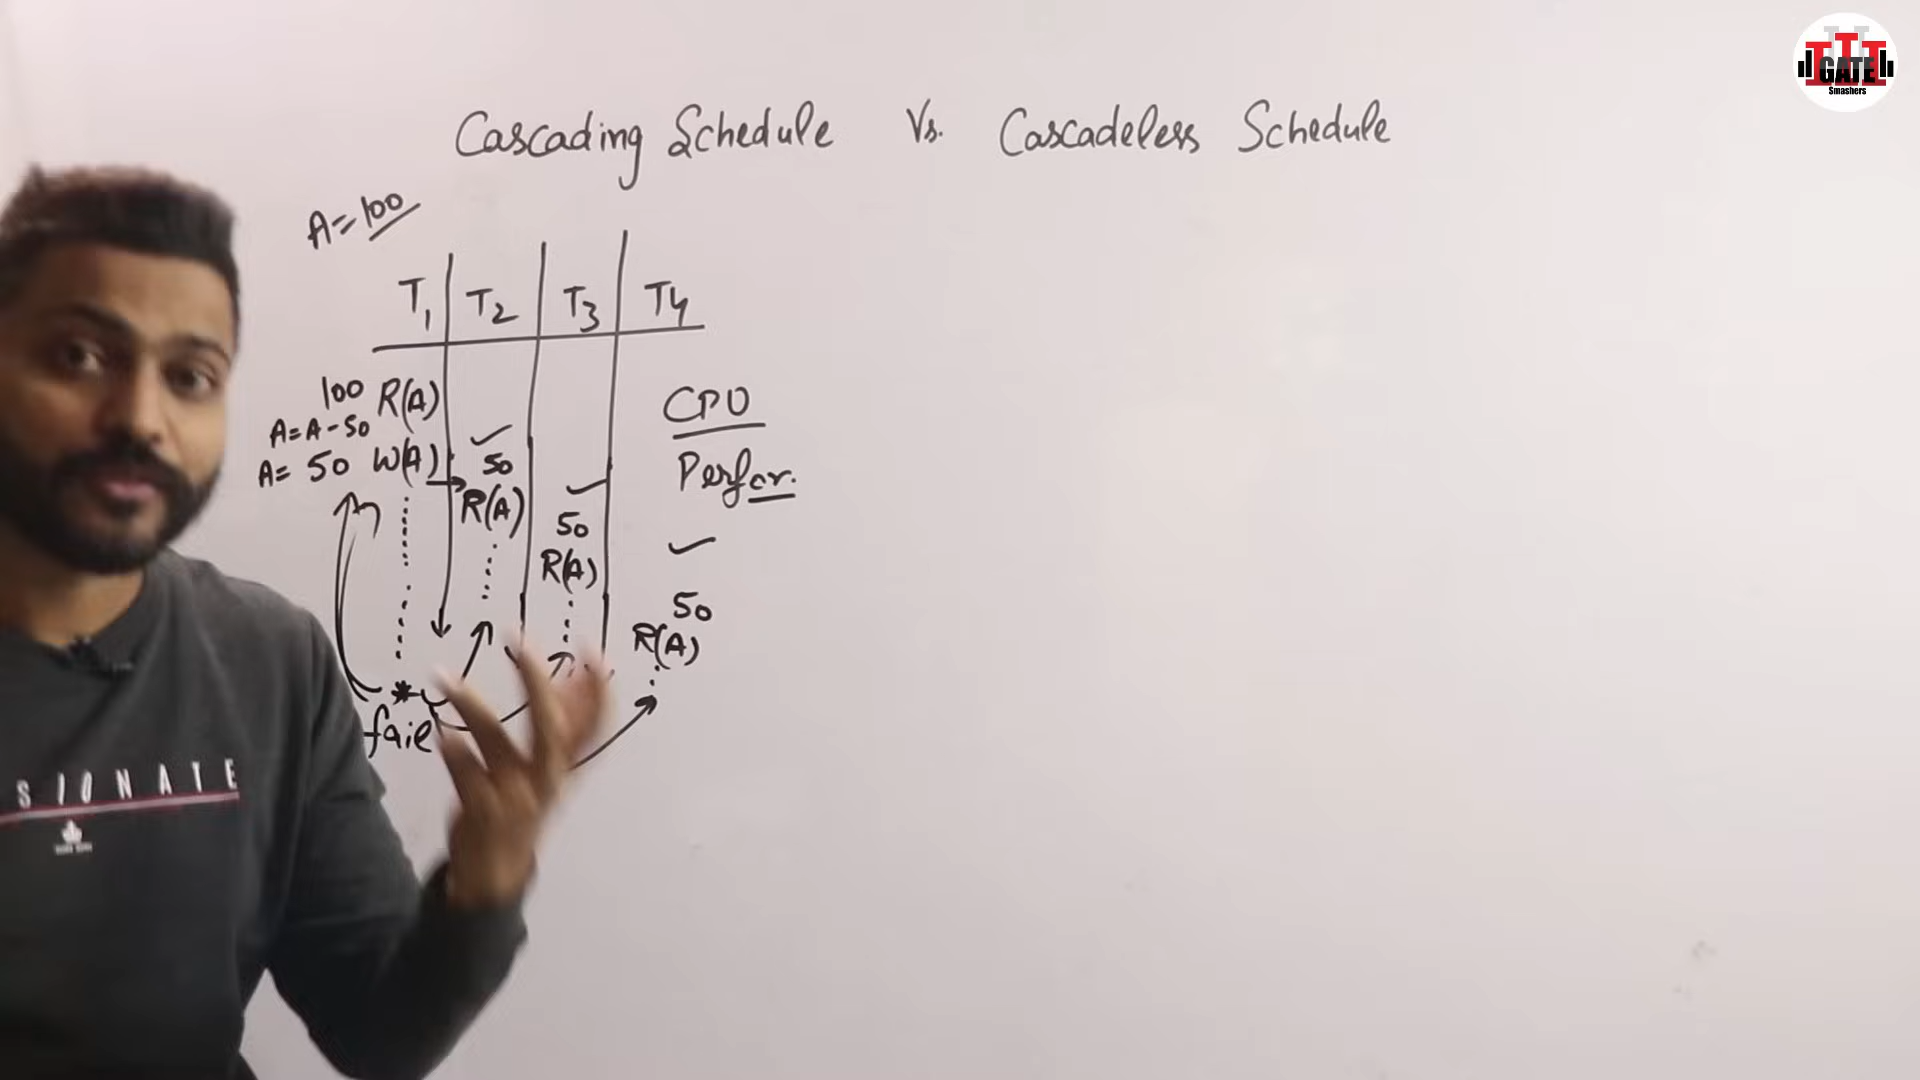 GATE
Smashers
Cascading Schedule Vs. Cascadeless Schedule
A=100
T1 T2 T3 T4
100 R(A)
A=A-50
A= 50 W(A)
50
R(A)
50
R(A)
CPU
Perfor.
50
R(A)
fail
SIONATE